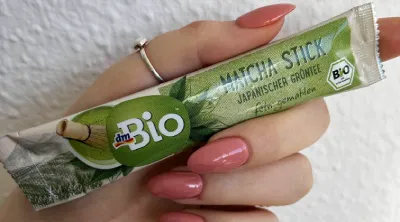 MATCHA STICK
JAPANISCHER GRÜNTEE
fein gemahlen
dm
Bio
BIO